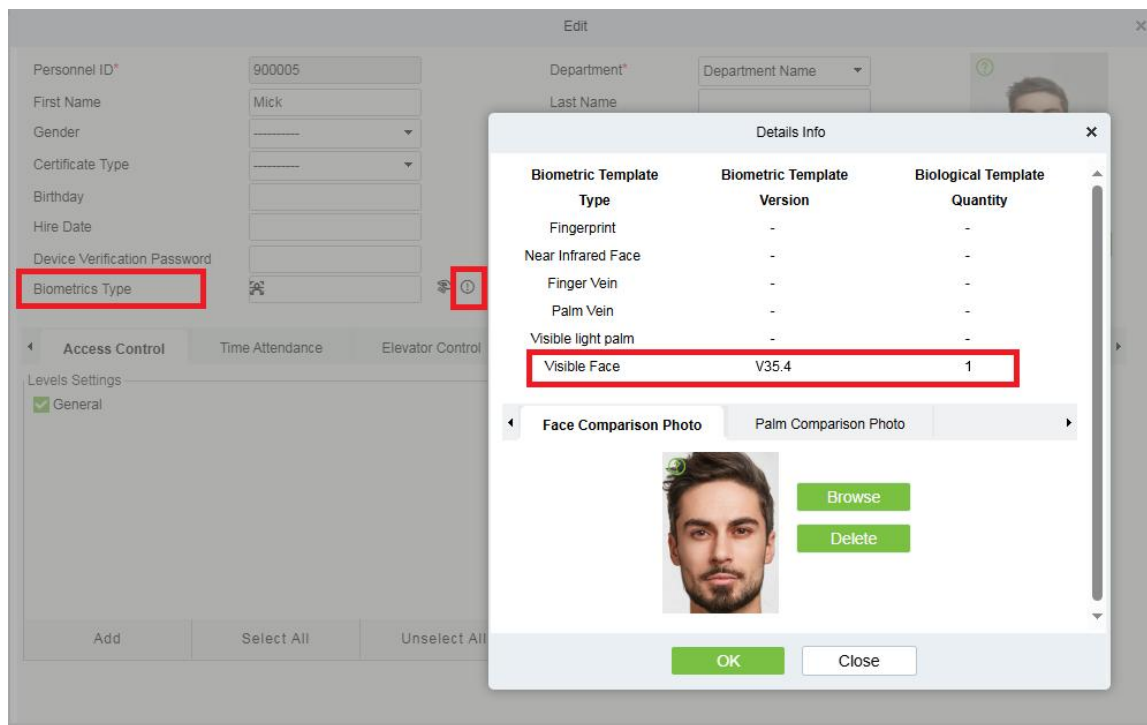 Edit
Personnel ID* 900005 Department* Department Name
First Name Mick Last Name
Gender ----------
Certificate Type ----------
Birthday
Hire Date
Device Verification Password
Biometrics Type
Access Control Time Attendance Elevator Control
Levels Settings
General
Add Select All Unselect All
Details Info
Biometric Template Type Biometric Template Version Biological Template Quantity
Fingerprint - -
Near Infrared Face - -
Finger Vein - -
Palm Vein - -
Visible light palm - -
Visible Face V35.4 1
Face Comparison Photo Palm Comparison Photo
Browse
Delete
OK Close